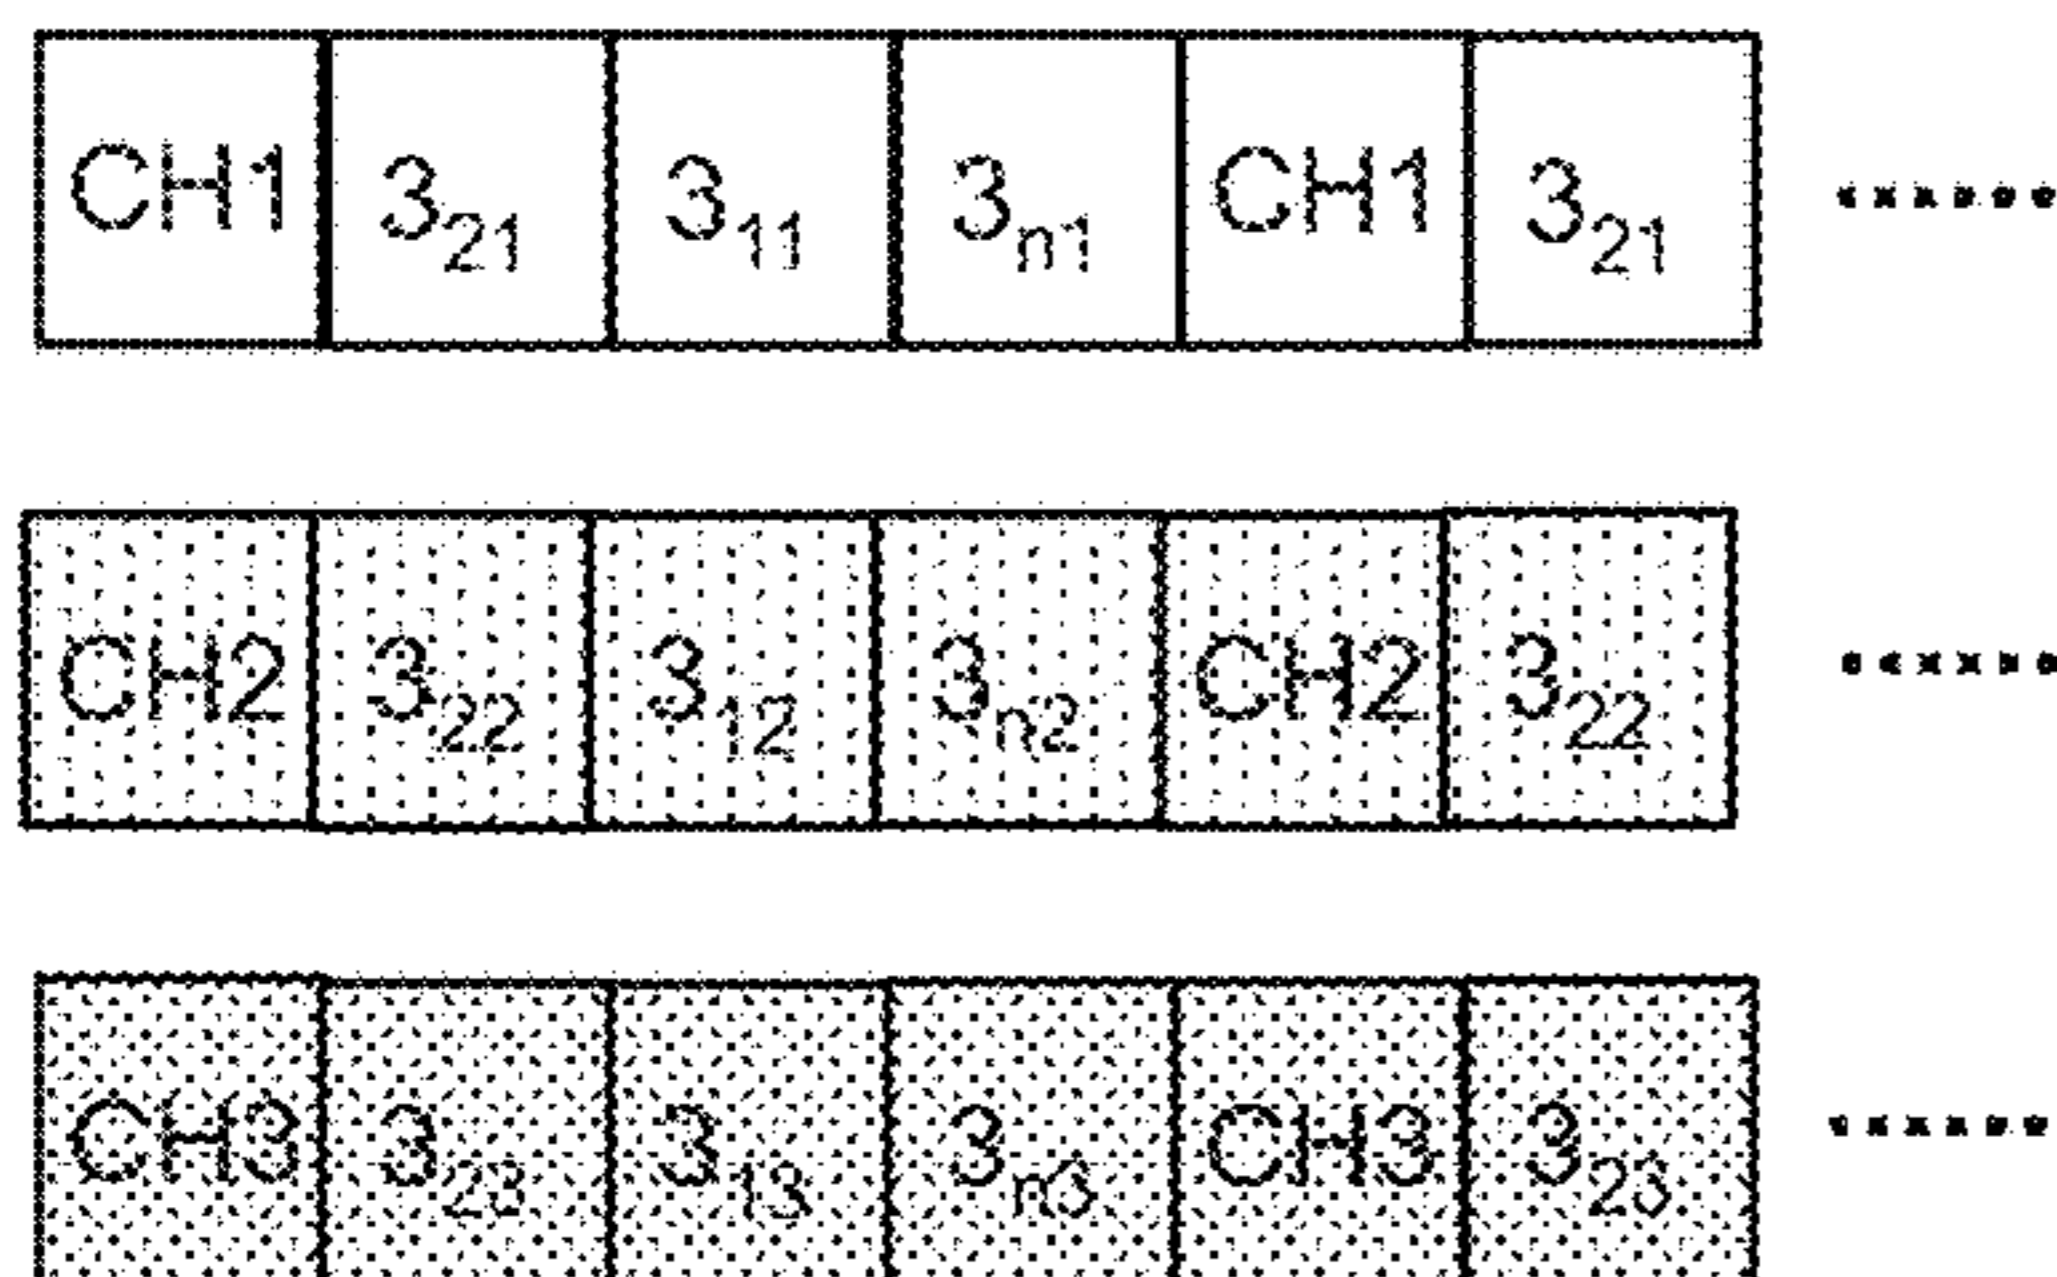 CH1 3₂₁ 3₁₁ 3ₙ₁ CH1 3₂₁ ......
CH2 3₂₂ 3₁₂ 3ₙ₂ CH2 3₂₂ ......
CH3 3₂₃ 3₁₃ 3ₙ₃ CH3 3₂₃ ......